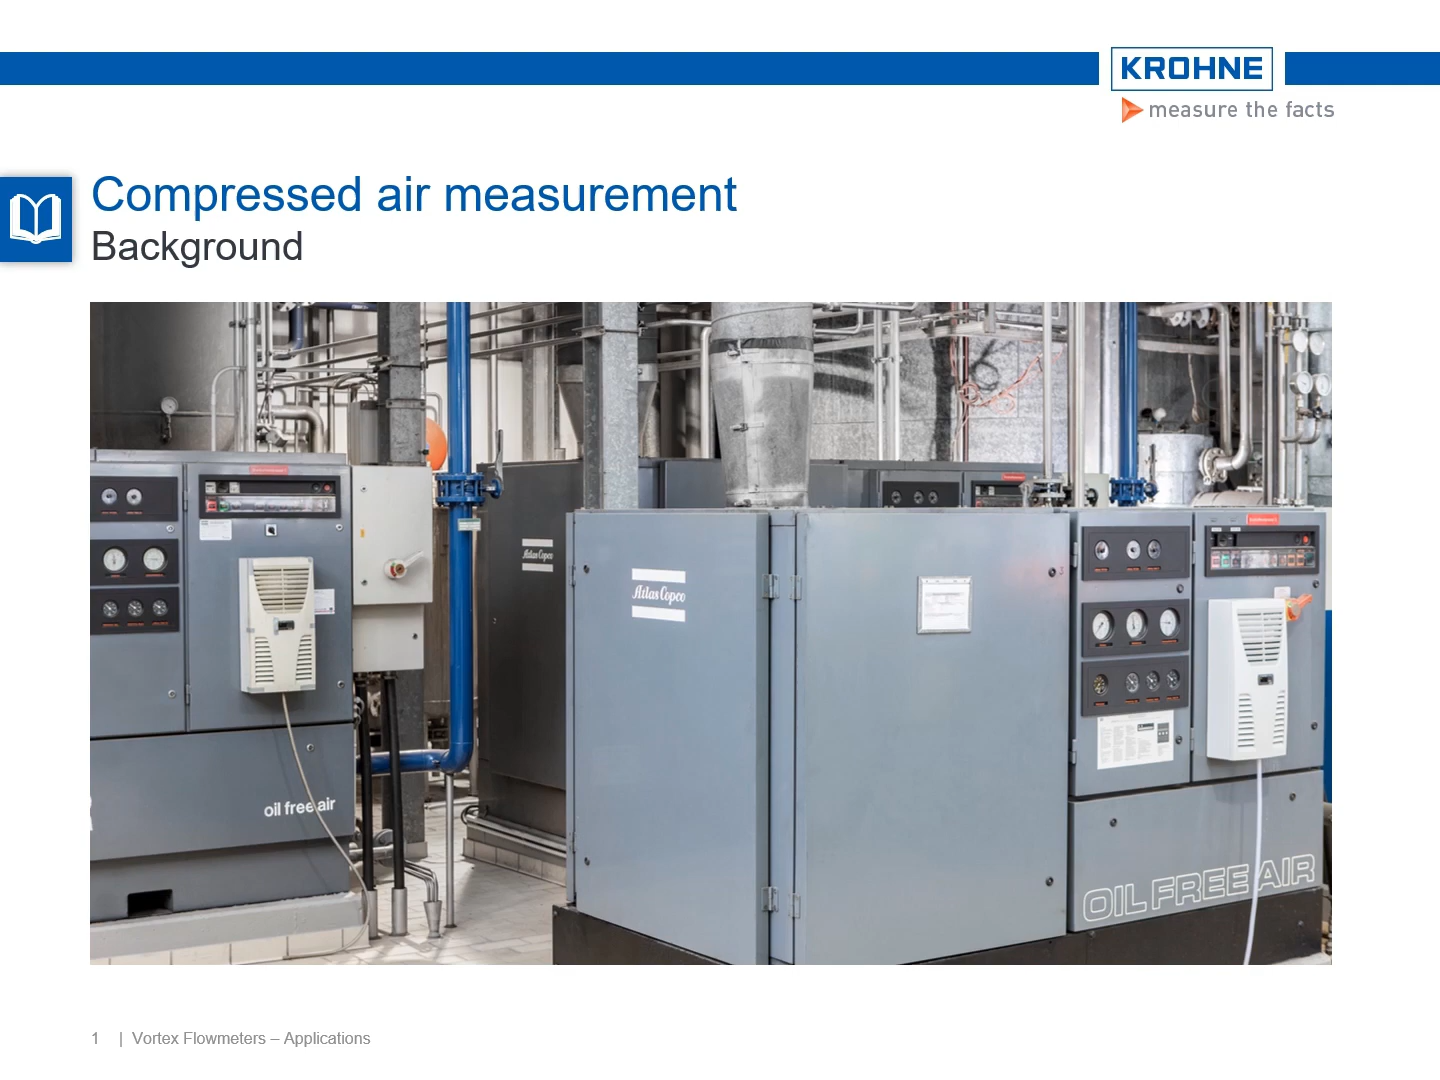 KROHNE
measure the facts
Compressed air measurement
Background
Atlas Copco
Atlas Copco
oil free air
OIL FREE AIR
1 | Vortex Flowmeters – Applications